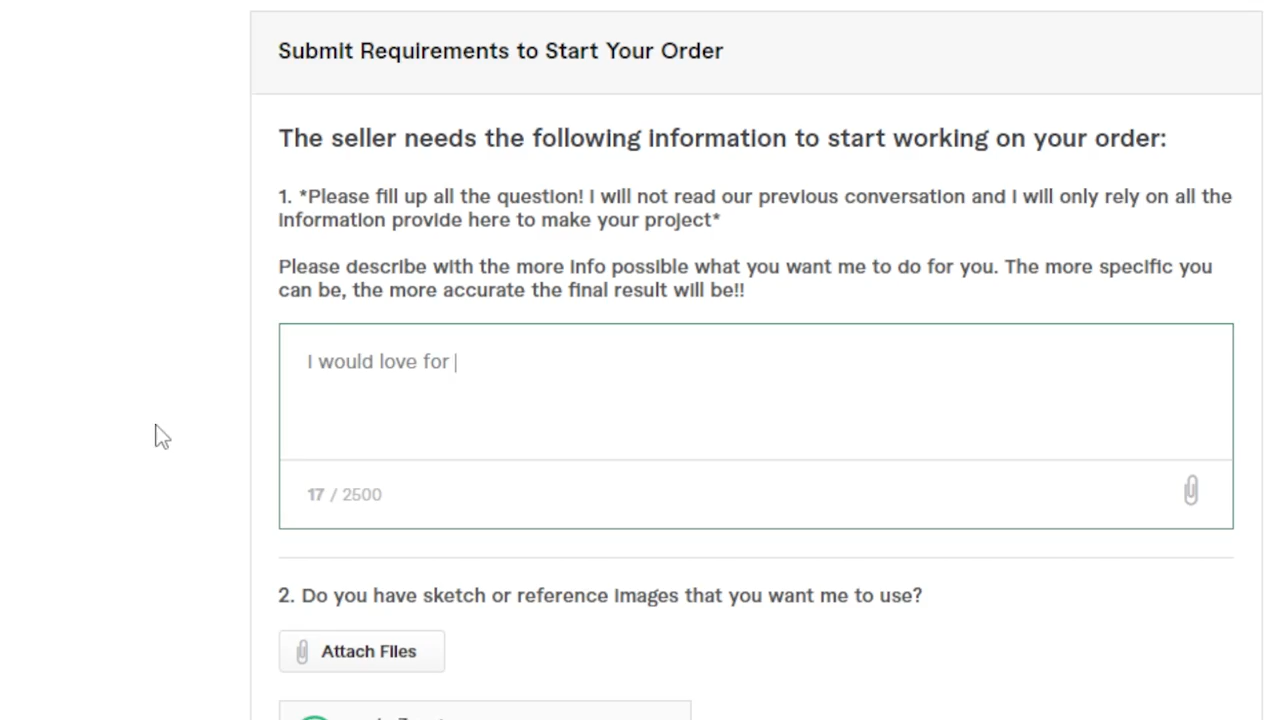 Submit Requirements to Start Your Order
The seller needs the following information to start working on your order:
1. *Please fill up all the question! I will not read our previous conversation and I will only rely on all the
information provide here to make your project*
Please describe with the more info possible what you want me to do for you. The more specific you
can be, the more accurate the final result will be!!
I would love for
17 / 2500
2. Do you have sketch or reference images that you want me to use?
Attach Files